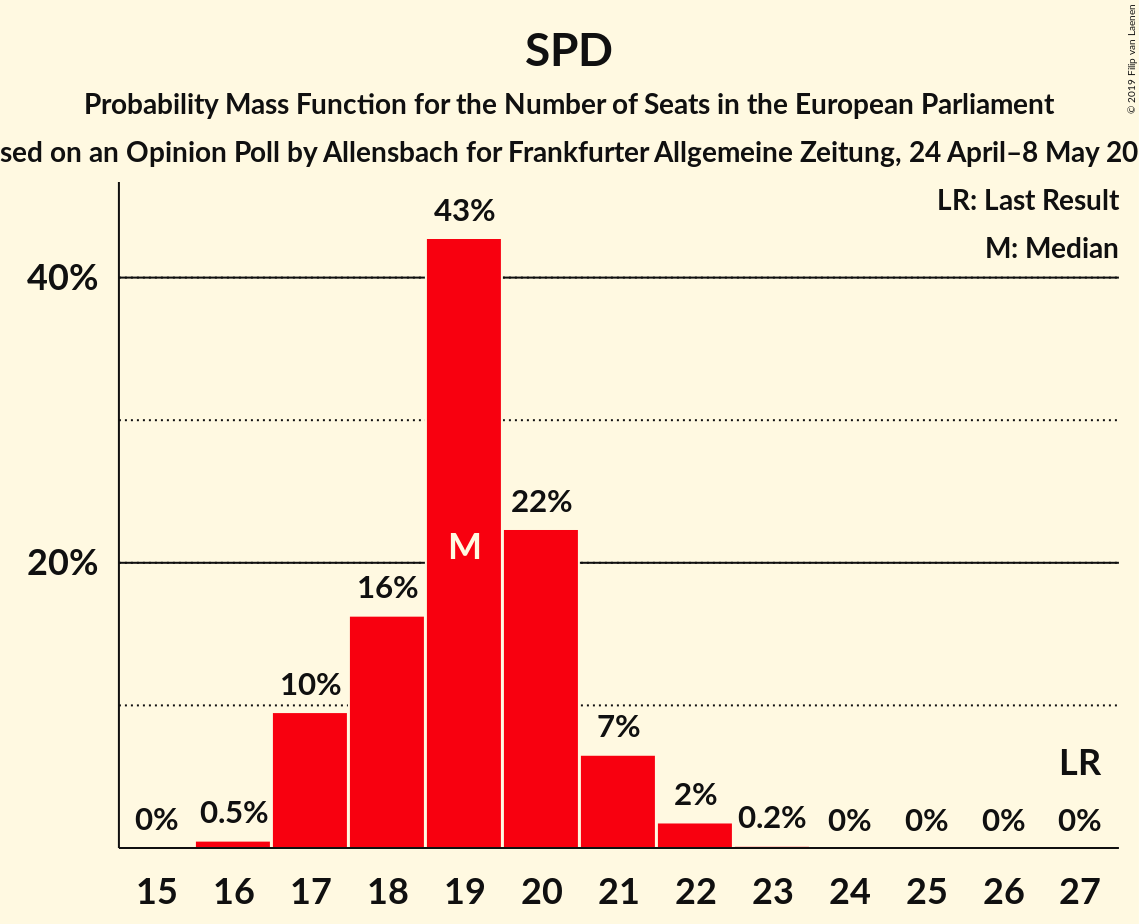 SPD
Probability Mass Function for the Number of Seats in the European Parliament
sed on an Opinion Poll by Allensbach for Frankfurter Allgemeine Zeitung, 24 April–8 May 20
© 2019 Filip van Laenen
LR: Last Result
M: Median
43%
40%
22%
M
20%
16%
10%
7%
LR
0%
0.5%
2%
0.2%
0%
0%
0%
0%
15 16 17 18 19 20 21 22 23 24 25 26 27